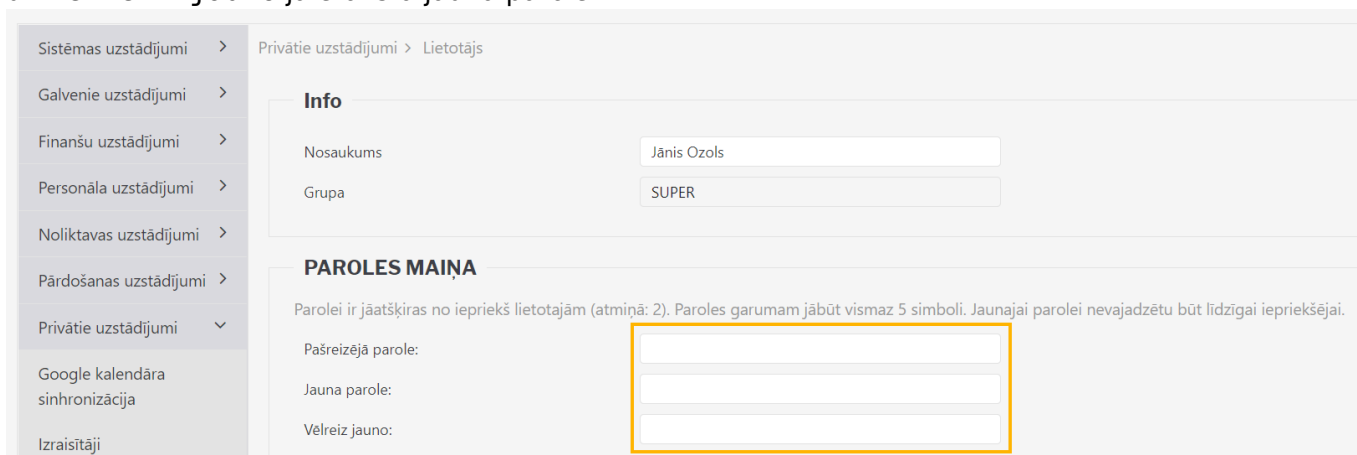 Sistēmas uzstādījumi
Galvenie uzstādījumi
Finanšu uzstādījumi
Personāla uzstādījumi
Noliktavas uzstādījumi
Pārdošanas uzstādījumi
Privātie uzstādījumi
Google kalendāra
sinhronizācija
Izraisītāji
Privātie uzstādījumi > Lietotājs
Info
Nosaukums Jānis Ozols
Grupa SUPER
PAROLES MAIŅA
Parolei ir jāatšķiras no iepriekš lietotajām (atmiņā: 2). Paroles garumam jābūt vismaz 5 simboli. Jaunajai parolei nevajadzētu būt līdzīgai iepriekšējai.
Pašreizējā parole:
Jauna parole:
Vēlreiz jauno: